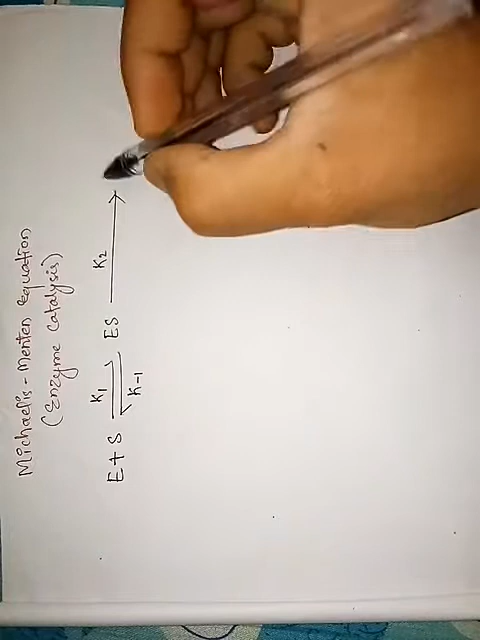 Michaelis-Menten equation
(Enzyme catalysis)
E + S ⇌ ES ⟶
K1 K-1 K2